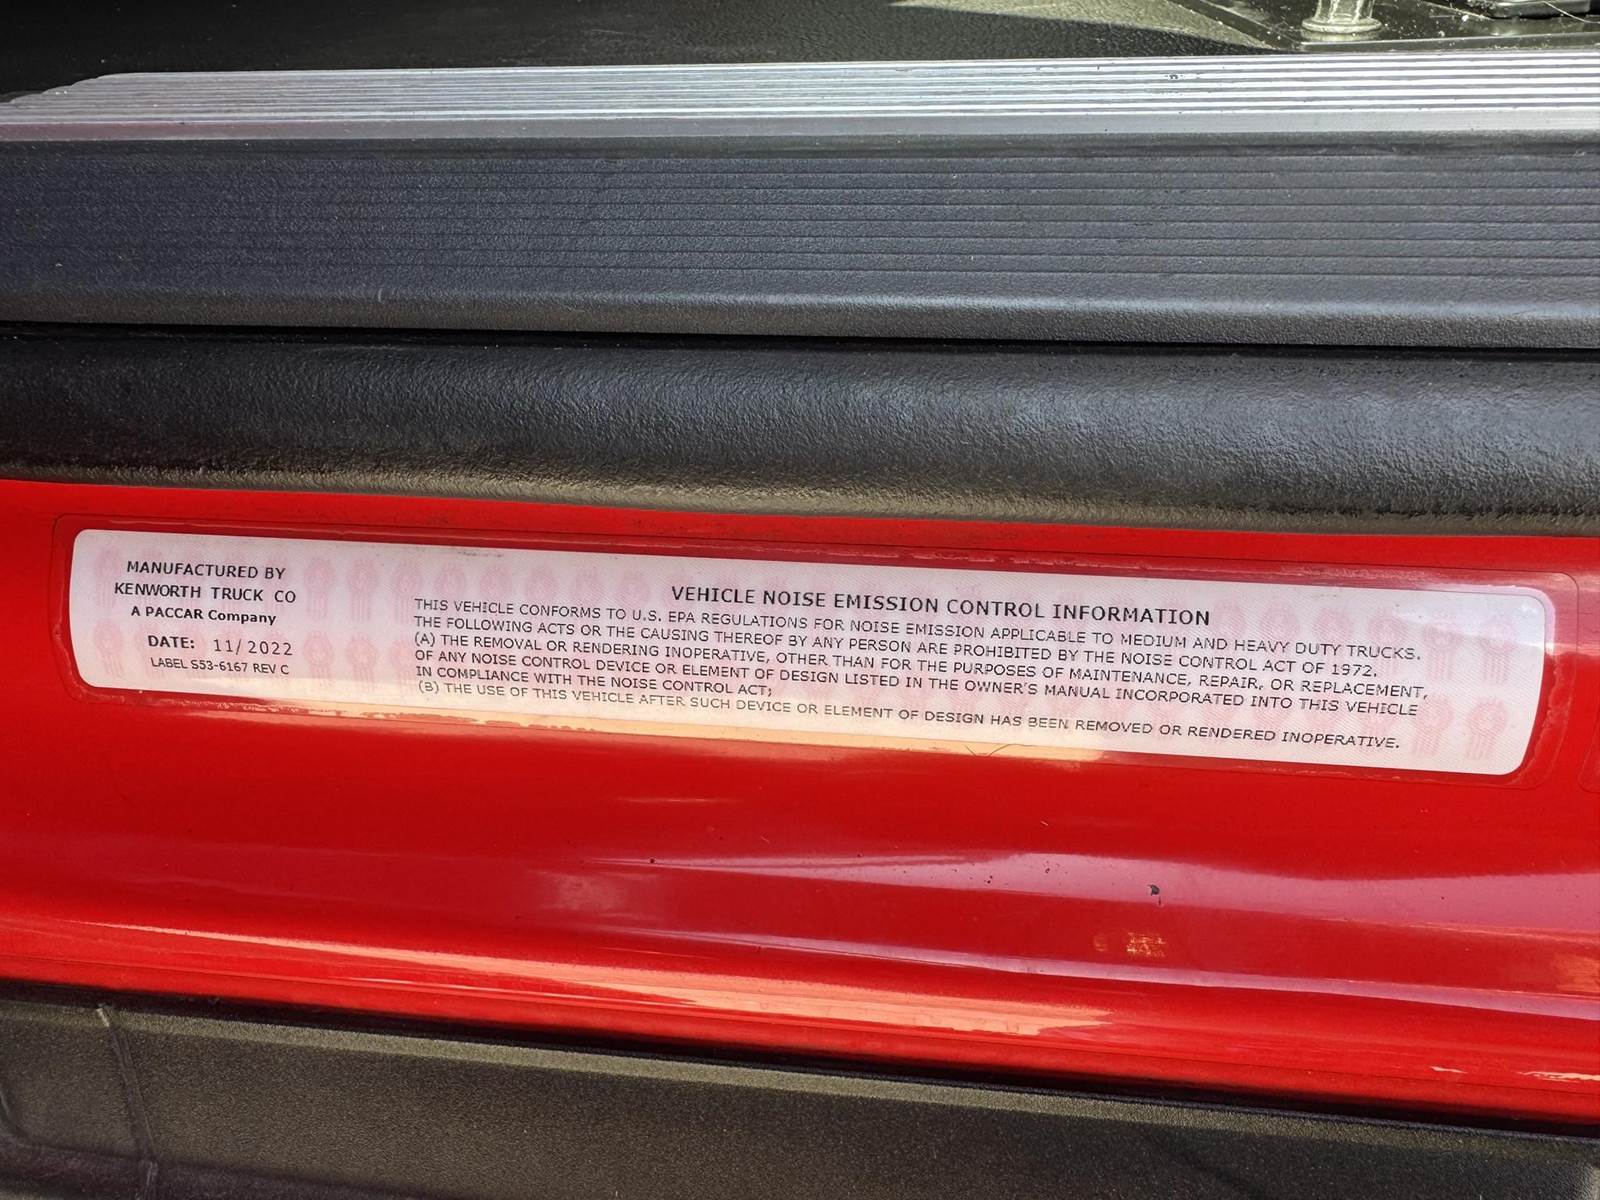 MANUFACTURED BY
KENWORTH TRUCK CO
A PACCAR Company
DATE: 11/2022
LABEL S53-6167 REV C
VEHICLE NOISE EMISSION CONTROL INFORMATION
THIS VEHICLE CONFORMS TO U.S. EPA REGULATIONS FOR NOISE EMISSION APPLICABLE TO MEDIUM AND HEAVY DUTY TRUCKS.
THE FOLLOWING ACTS OR THE CAUSING THEREOF BY ANY PERSON ARE PROHIBITED BY THE NOISE CONTROL ACT OF 1972.
(A) THE REMOVAL OR RENDERING INOPERATIVE, OTHER THAN FOR THE PURPOSES OF MAINTENANCE, REPAIR, OR REPLACEMENT,
OF ANY NOISE CONTROL DEVICE OR ELEMENT OF DESIGN LISTED IN THE OWNER'S MANUAL INCORPORATED INTO THIS VEHICLE
IN COMPLIANCE WITH THE NOISE CONTROL ACT;
(B) THE USE OF THIS VEHICLE AFTER SUCH DEVICE OR ELEMENT OF DESIGN HAS BEEN REMOVED OR RENDERED INOPERATIVE.